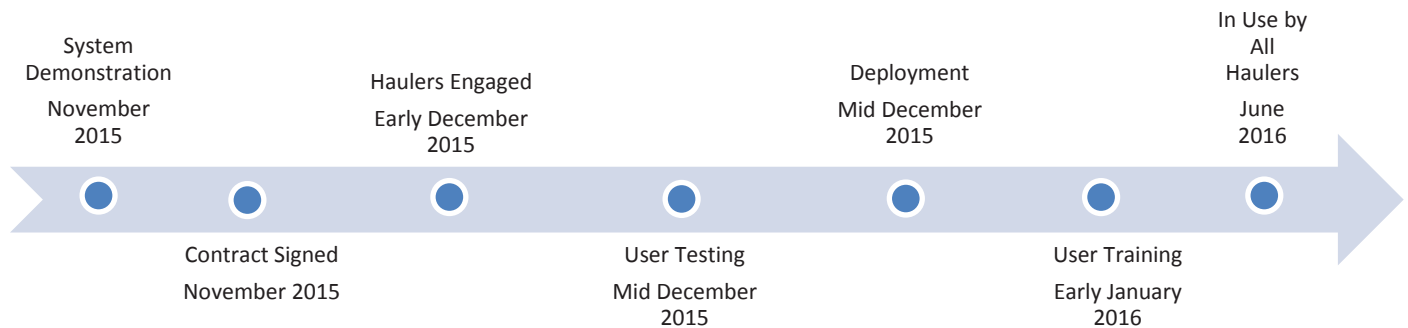 System
Demonstration
November
2015
Contract Signed
November 2015
Haulers Engaged
Early December
2015
User Testing
Mid December
2015
Deployment
Mid December
2015
User Training
Early January
2016
In Use by
All
Haulers
June
2016